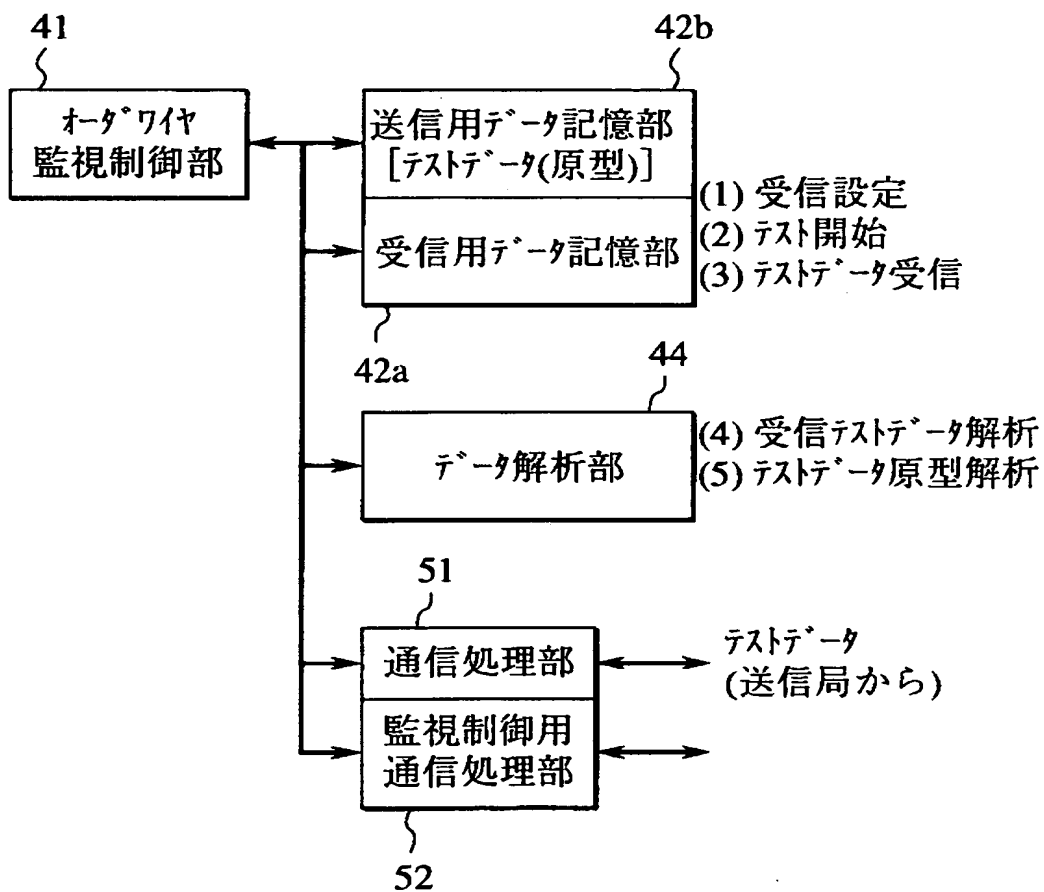 41
オーダワイヤ
監視制御部
42b
送信用データ記憶部
[テストデータ(原型)]
受信用データ記憶部
42a
(1) 受信設定
(2) テスト開始
(3) テストデータ受信
44
データ解析部
(4) 受信テストデータ解析
(5) テストデータ原型解析
51
通信処理部
監視制御用
通信処理部
52
テストデータ
(送信局から)